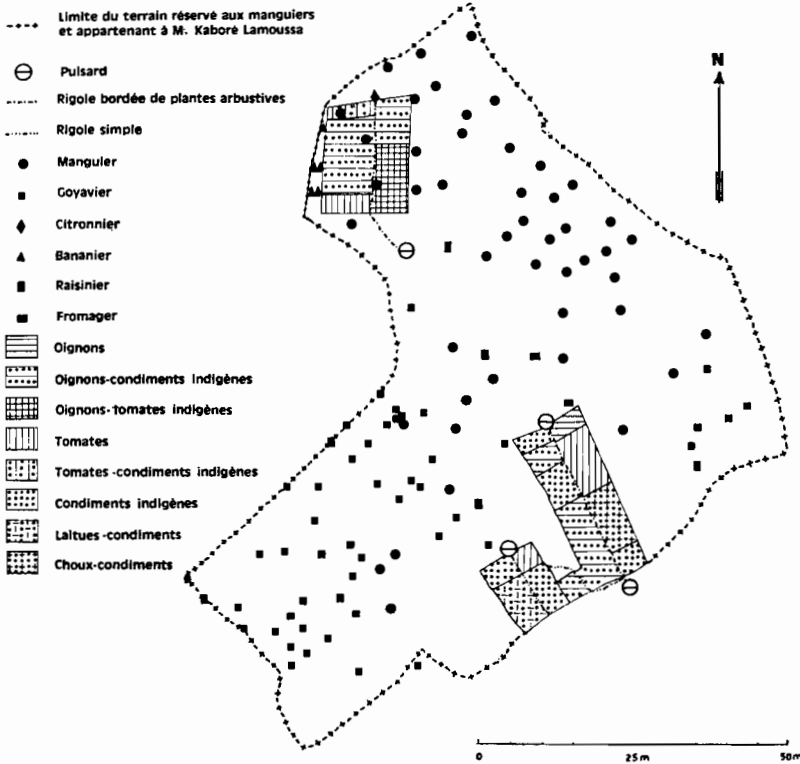 Limite du terrain réservé aux manguiers
et appartenant à M. Kaboré Lamoussa
Puisard
Rigole bordée de plantes arbustives
Rigole simple
Manguier
Goyavier
Citronnier
Bananier
Raisinier
Fromager
Oignons
Oignons-condiments indigènes
Oignons-tomates indigènes
Tomates
Tomates-condiments indigènes
Condiments indigènes
Laitues-condiments
Choux-condiments
N
0 25m 50m